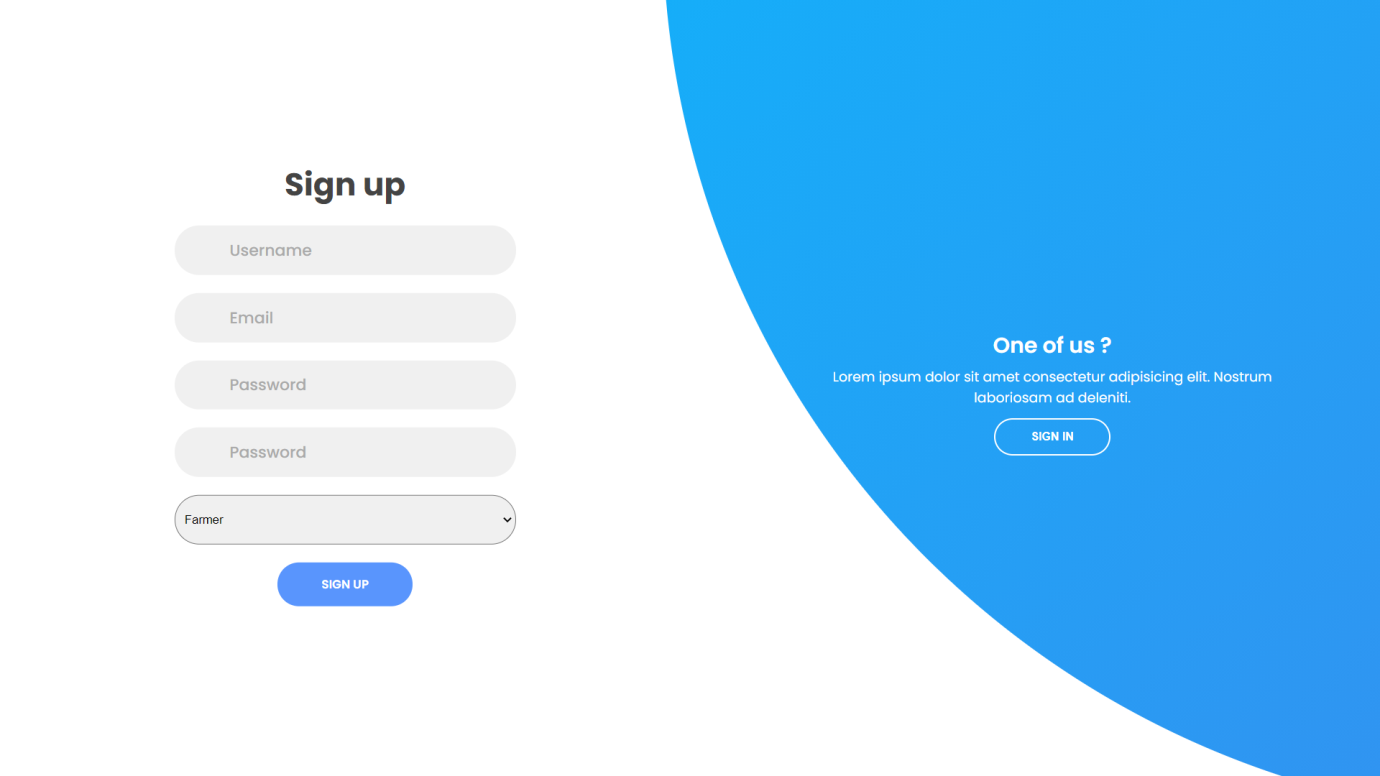 Sign up
Username
Email
Password
Password
Farmer
SIGN UP
One of us ?
Lorem ipsum dolor sit amet consectetur adipisicing elit. Nostrum
laboriosam ad deleniti.
SIGN IN